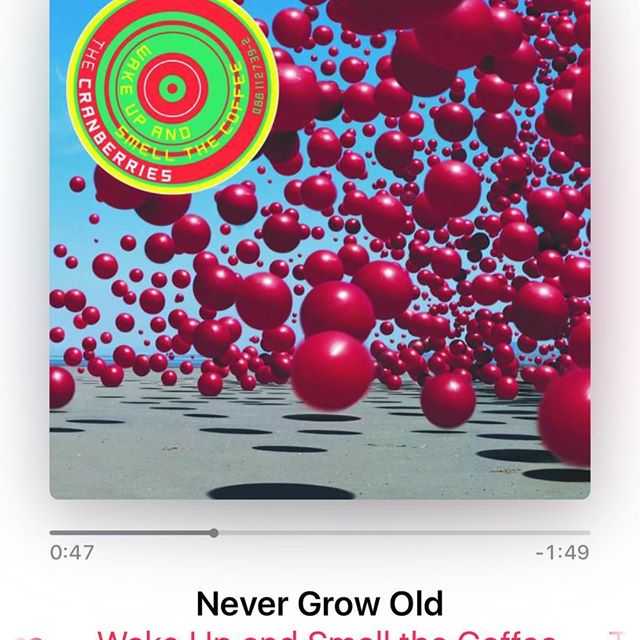 THE CRANBERRIES
WAKE UP AND
SMELL THE COFFEE
088 112 739-2
0:47
-1:49
Never Grow Old
Wake Up and Smell the Coffee